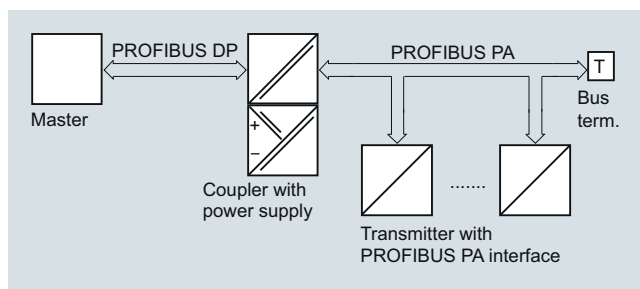 PROFIBUS DP
PROFIBUS PA
T
Master
Bus
term.
+
–
Coupler with
power supply
.......
Transmitter with
PROFIBUS PA interface